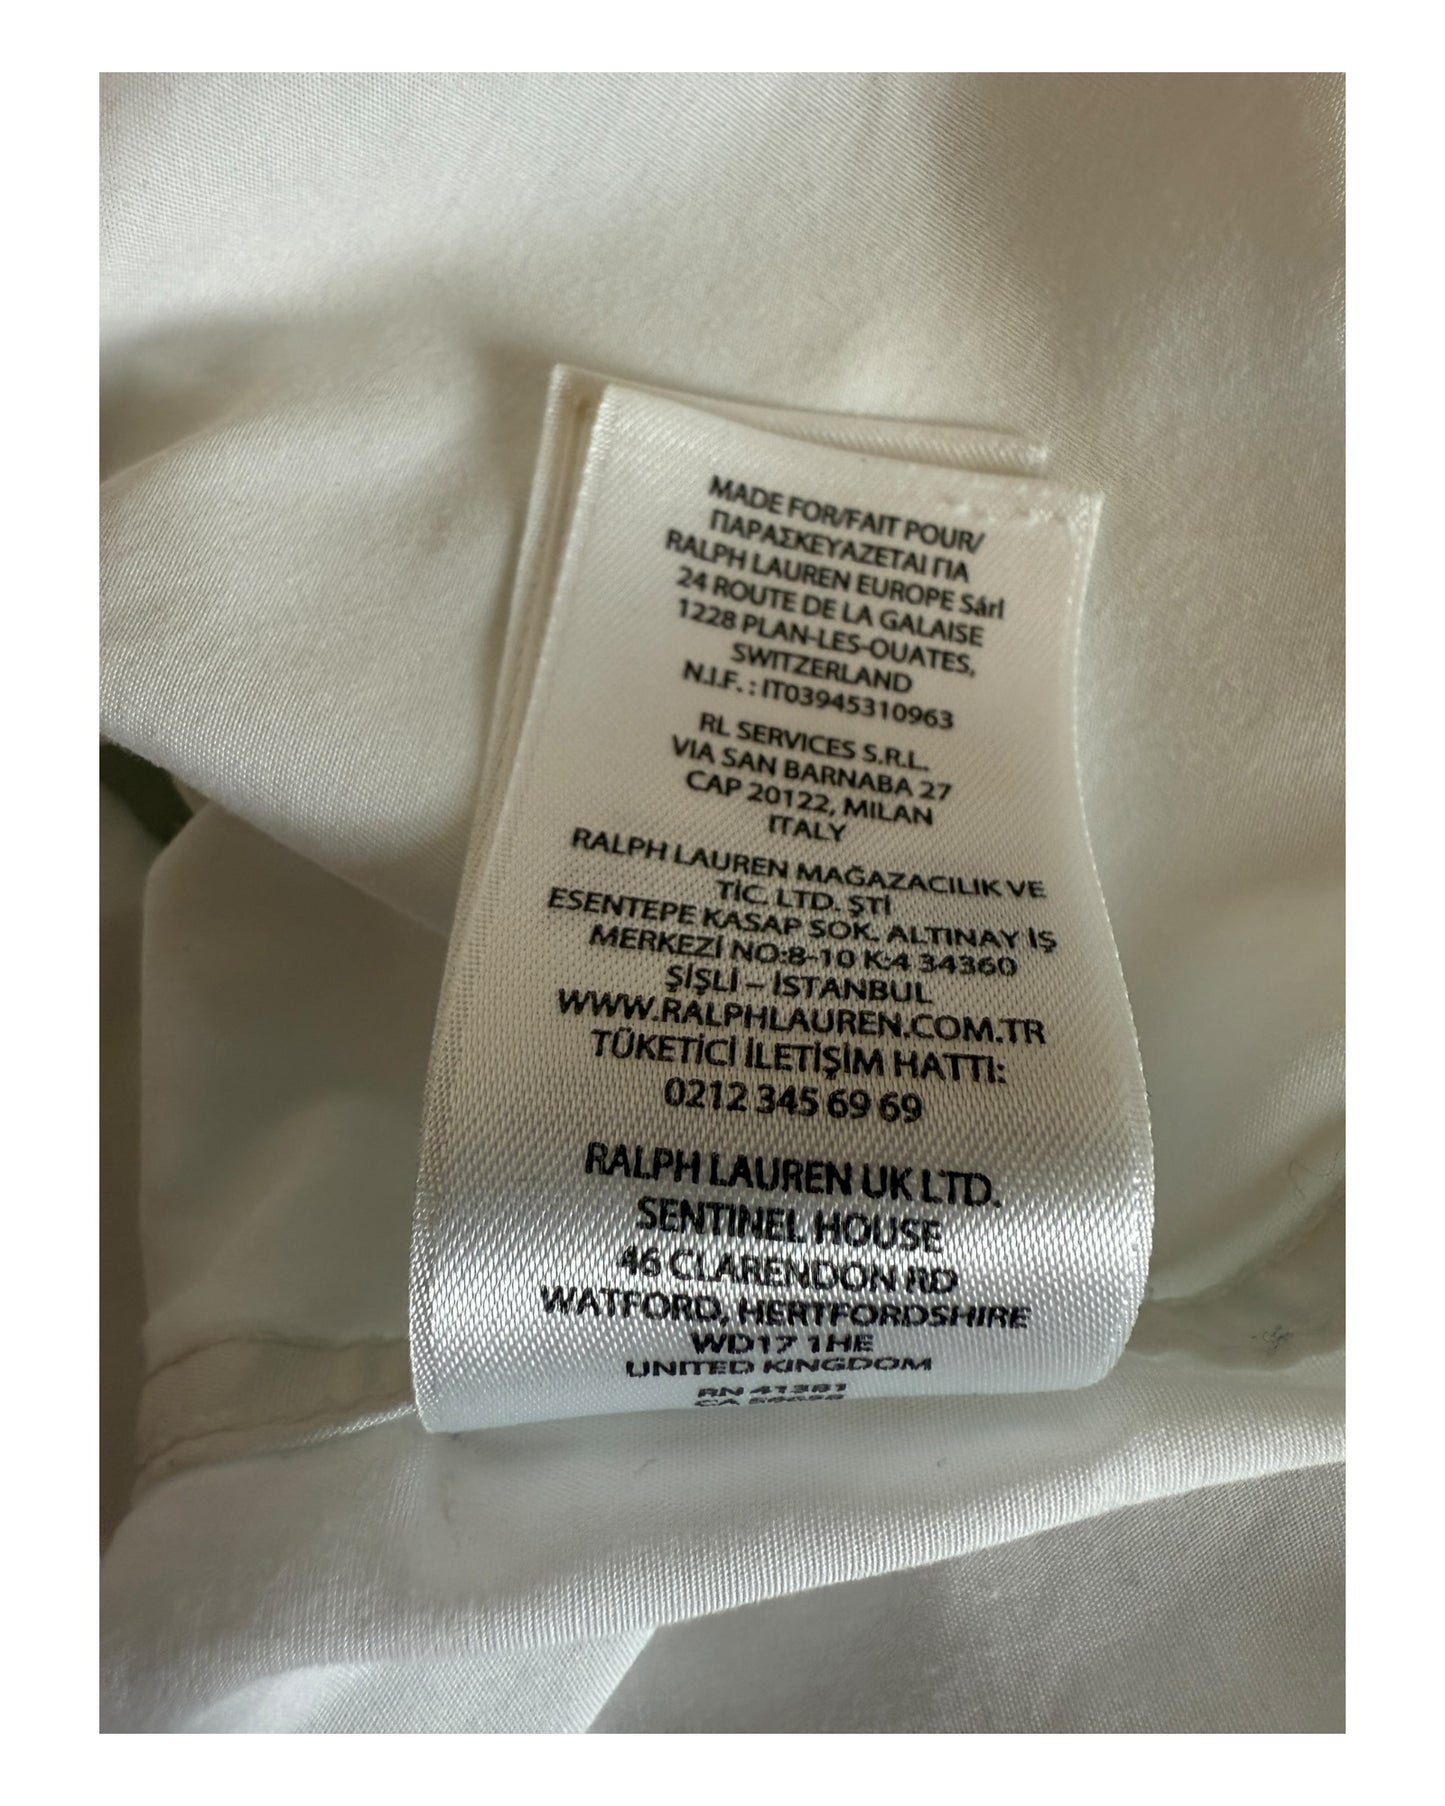 MADE FOR/FAIT POUR/
ΠΑΡΑΣΚΕΥΑΖΕΤΑΙ ΓΙΑ
RALPH LAUREN EUROPE Sárl
24 ROUTE DE LA GALAISE
1228 PLAN-LES-OUATES,
SWITZERLAND
N.I.F. : IT03945310963
RL SERVICES S.R.L.
VIA SAN BARNABA 27
CAP 20122, MILAN
ITALY
RALPH LAUREN MAĞAZACILIK VE
TİC. LTD. ŞTİ
ESENTEPE KASAP SOK. ALTINAY İŞ
MERKEZİ NO:8-10 K:4 34360
ŞİŞLİ – İSTANBUL
WWW.RALPHLAUREN.COM.TR
TÜKETİCİ İLETİŞİM HATTI:
0212 345 69 69
RALPH LAUREN UK LTD.
SENTINEL HOUSE
46 CLARENDON RD
WATFORD, HERTFORDSHIRE
WD17 1HE
UNITED KINGDOM
RN 41381
CA